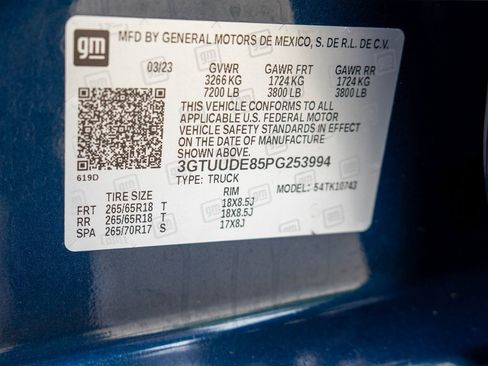 gm
MFD BY GENERAL MOTORS DE MEXICO, S. DE R.L. DE C.V.
03/23 GVWR GAWR FRT GAWR RR
3266 KG 1724 KG 1724 KG
7200 LB 3800 LB 3800 LB
THIS VEHICLE CONFORMS TO ALL
APPLICABLE U.S. FEDERAL MOTOR
VEHICLE SAFETY STANDARDS IN EFFECT
ON THE DATE OF MANUFACTURE
SHOWN ABOVE.
3GTUUDE85PG253994
619D
TYPE: TRUCK MODEL: 54TK10743
TIRE SIZE RIM
FRT 265/65R18 T 18X8.5J
RR 265/65R18 T 18X8.5J
SPA 265/70R17 S 17X8J